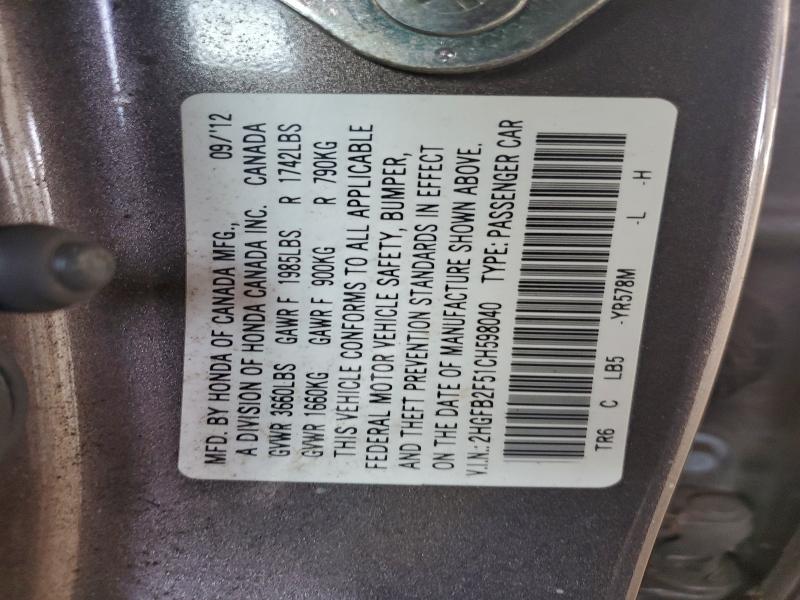 MFD. BY HONDA OF CANADA MFG., 09/'12
A DIVISION OF HONDA CANADA INC. CANADA
GVWR 3660LBS GAWR F 1985LBS R 1742LBS
GVWR 1660KG GAWR F 900KG R 790KG
THIS VEHICLE CONFORMS TO ALL APPLICABLE
FEDERAL MOTOR VEHICLE SAFETY, BUMPER,
AND THEFT PREVENTION STANDARDS IN EFFECT
ON THE DATE OF MANUFACTURE SHOWN ABOVE.
V.I.N.: 2HGFB2F51CH598040 TYPE: PASSENGER CAR
TR6 C LB5 -YR578M -L -H